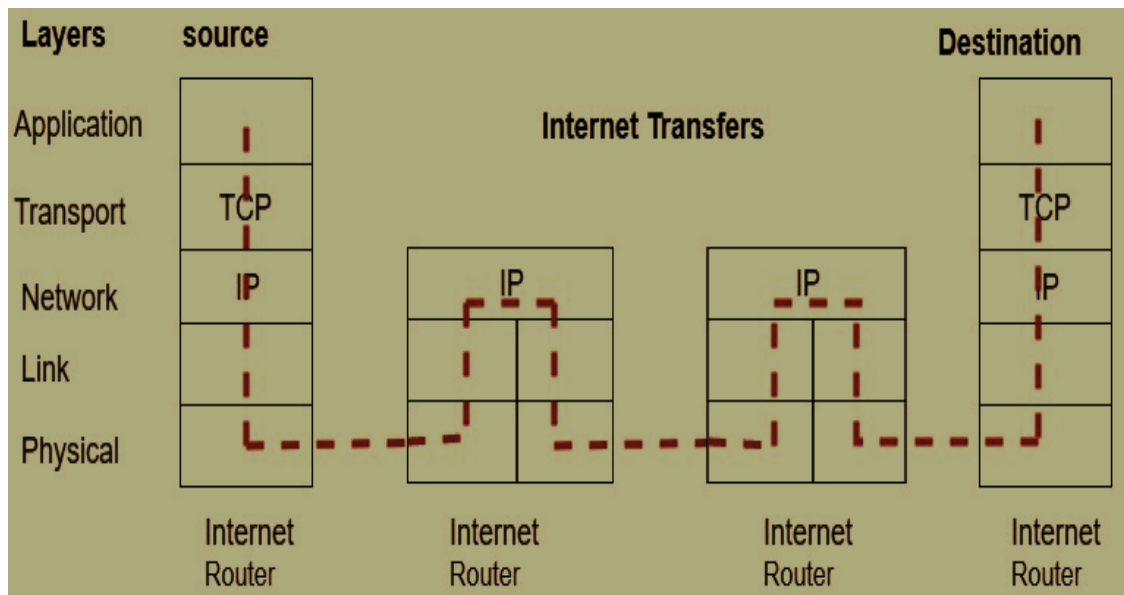 Layers source Destination
Application
Internet Transfers
Transport TCP TCP
Network IP IP IP IP
Link
Physical
Internet Internet Internet Internet
Router Router Router Router